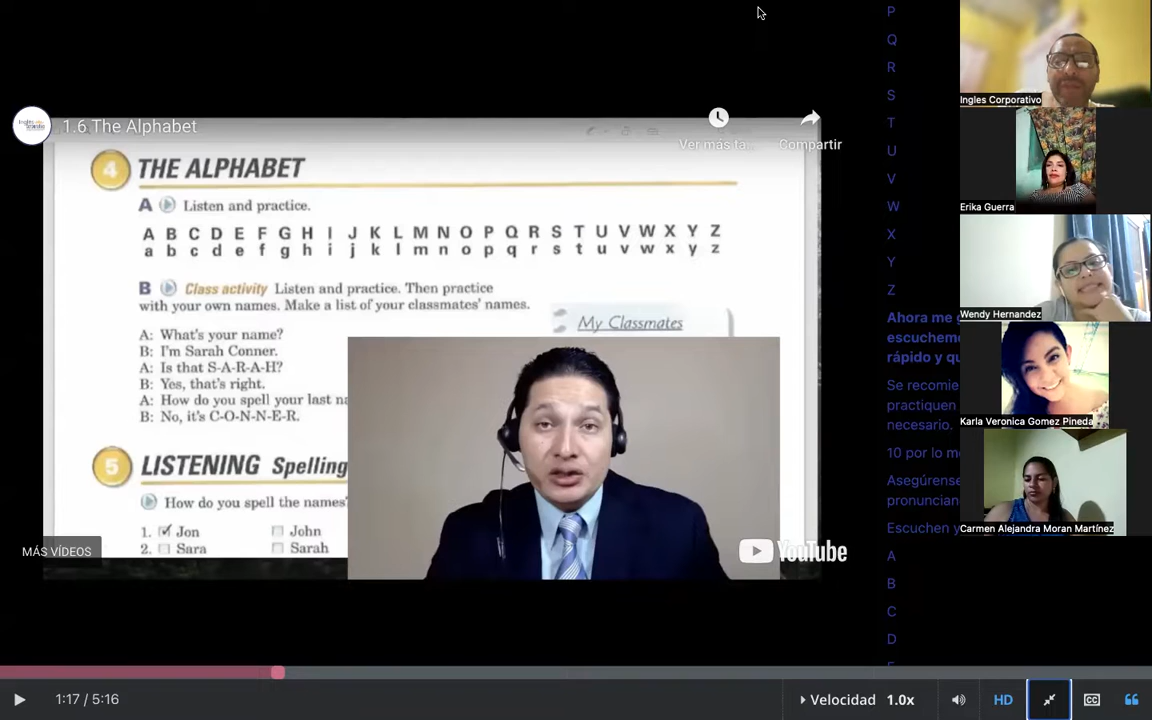 1.6 The Alphabet
Ver más ta...
Compartir
4 THE ALPHABET
A Listen and practice.
A B C D E F G H I J K L M N O P Q R S T U V W X Y Z
a b c d e f g h i j k l m n o p q r s t u v w x y z
B Class activity Listen and practice. Then practice
with your own names. Make a list of your classmates' names.
My Classmates
A: What's your name?
B: I'm Sarah Conner.
A: Is that S-A-R-A-H?
B: Yes, that's right.
A: How do you spell your last na
B: No, it's C-O-N-N-E-R.
5 LISTENING Spelling
How do you spell the names?
1. Jon
John
2. Sara
Sarah
MÁS VÍDEOS
YouTube
P
Q
R
S
T
U
V
W
X
Y
Z
Ahora me g
escucheme
rápido y qu
Se recomie
practiquen
necesario.
10 por lo m
Asegúrense
pronuncian
Escuchen y
A
B
C
D
Ingles Corporativo
Erika Guerra
Wendy Hernandez
Karla Veronica Gomez Pineda
Carmen Alejandra Moran Martínez
1:17 / 5:16
Velocidad 1.0x
HD
CC